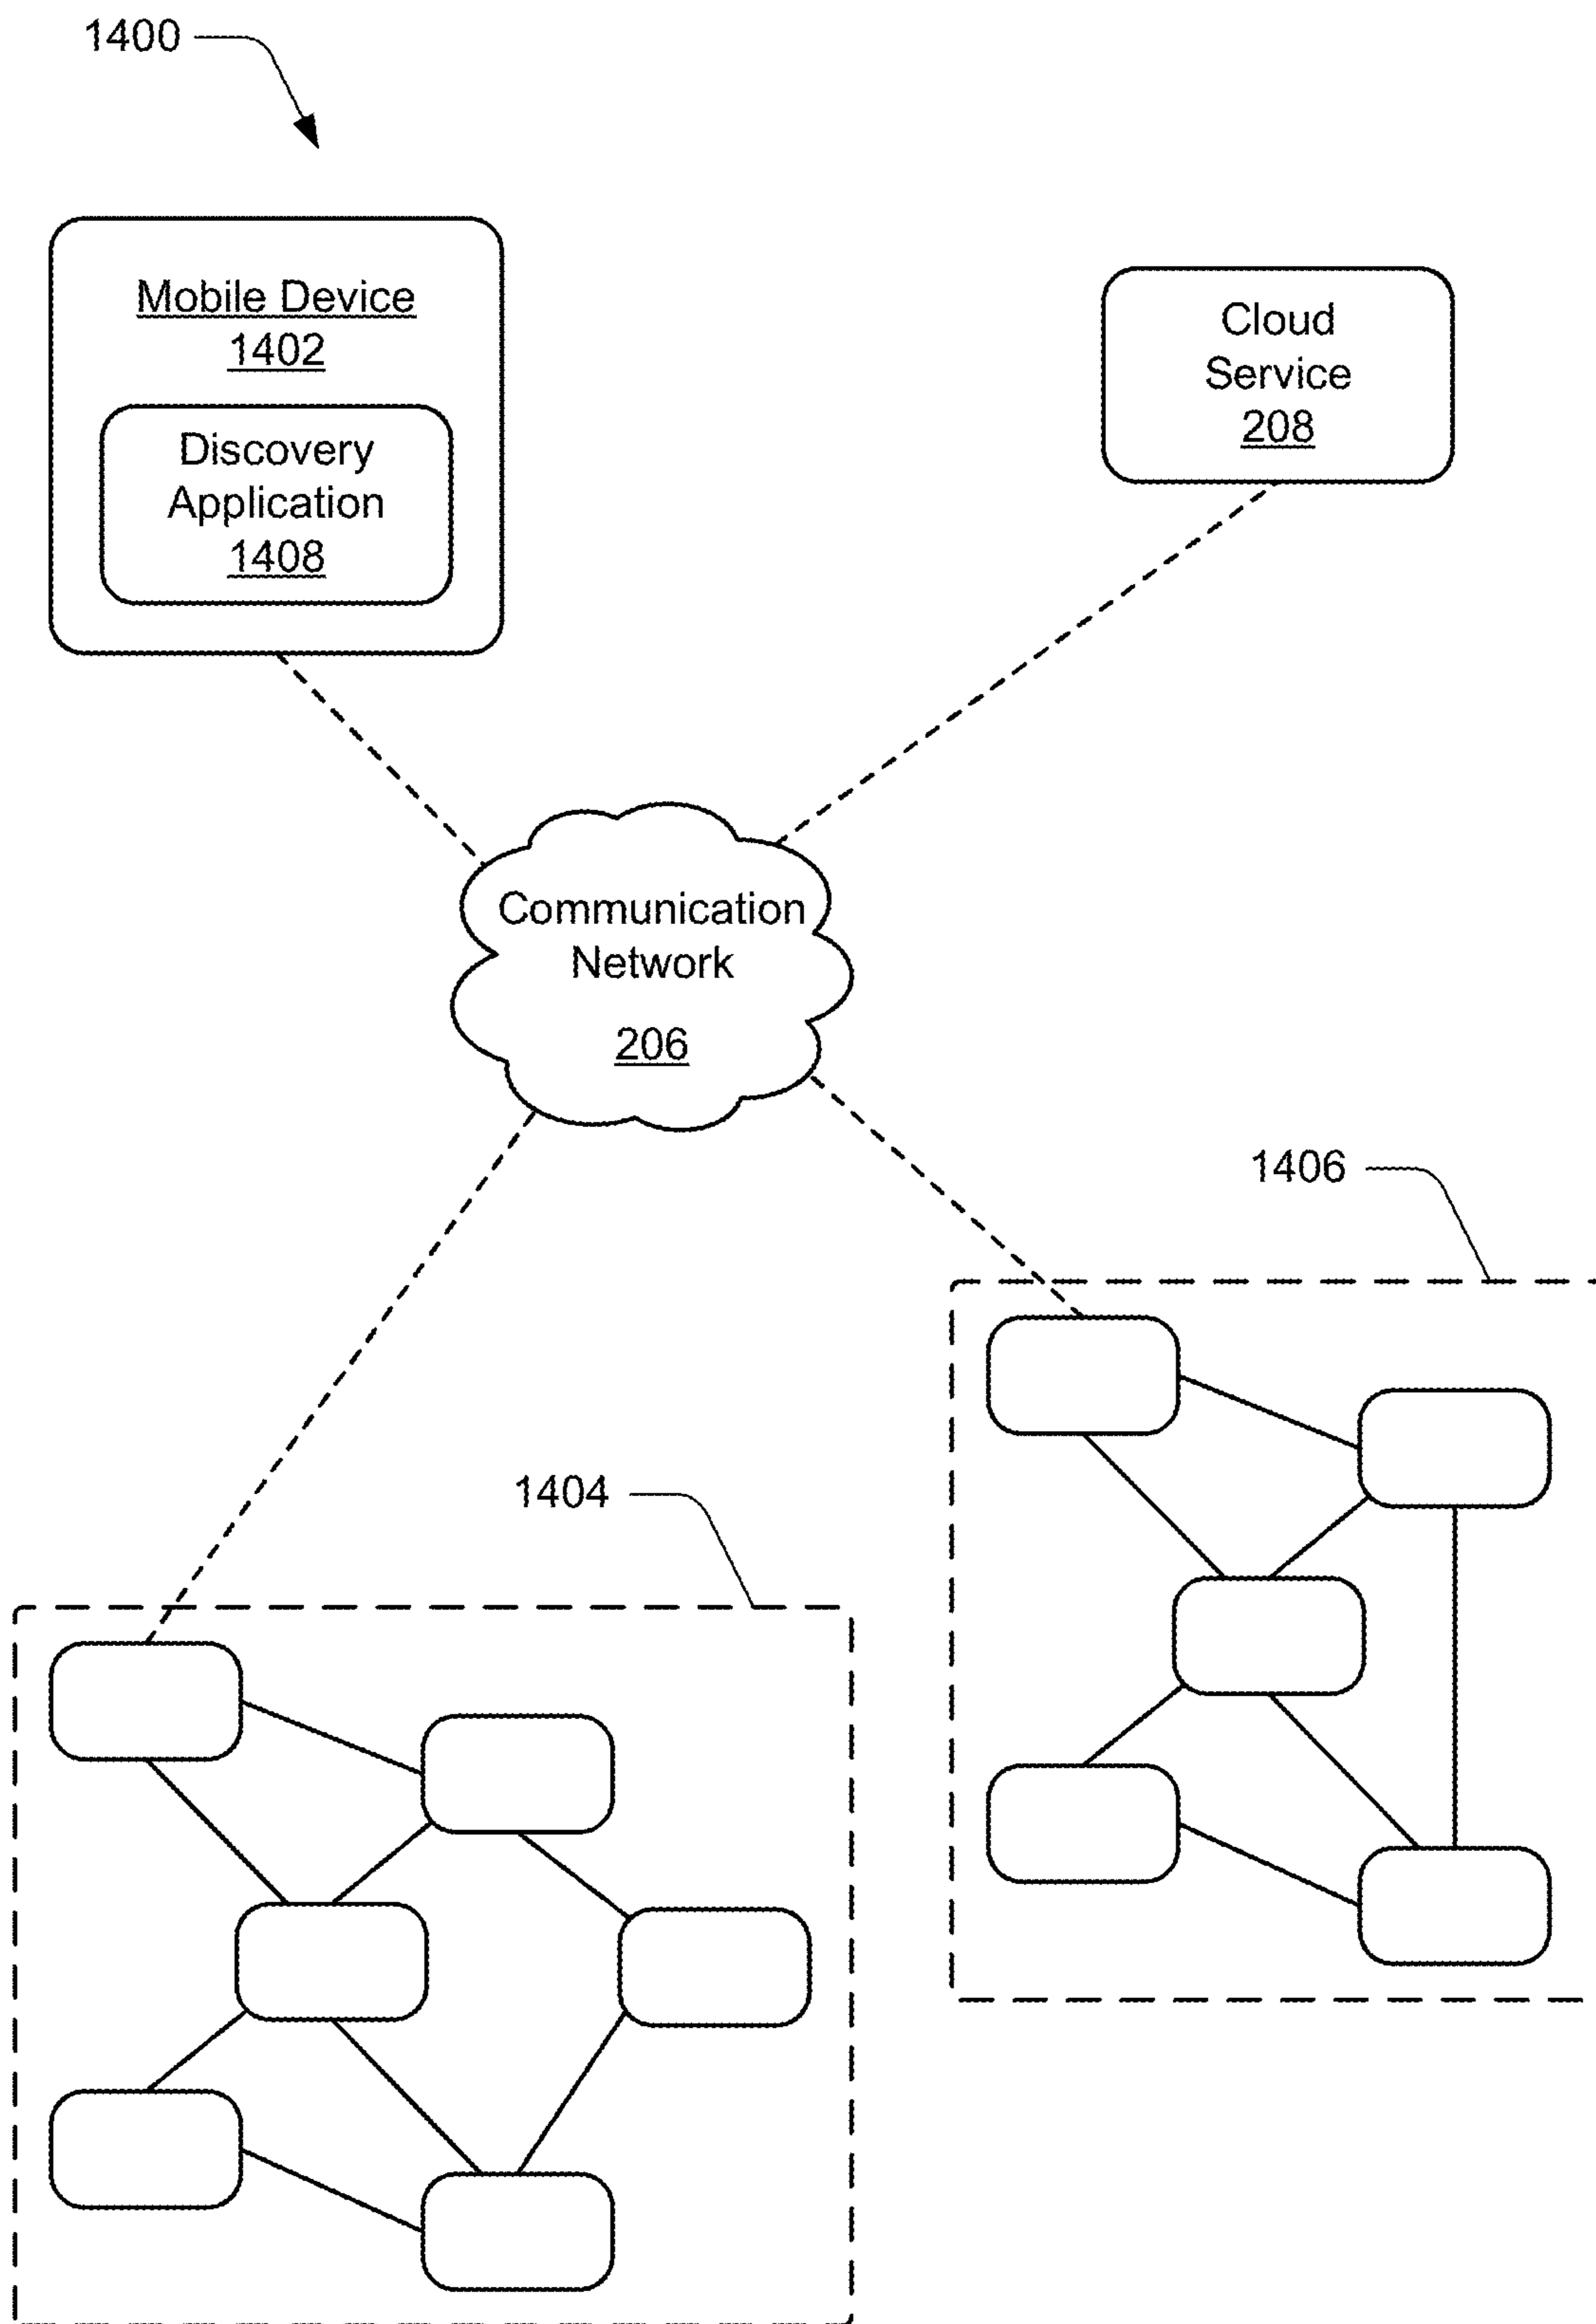 1400
Mobile Device
1402
Discovery
Application
1408
Cloud
Service
208
Communication
Network
206
1406
1404